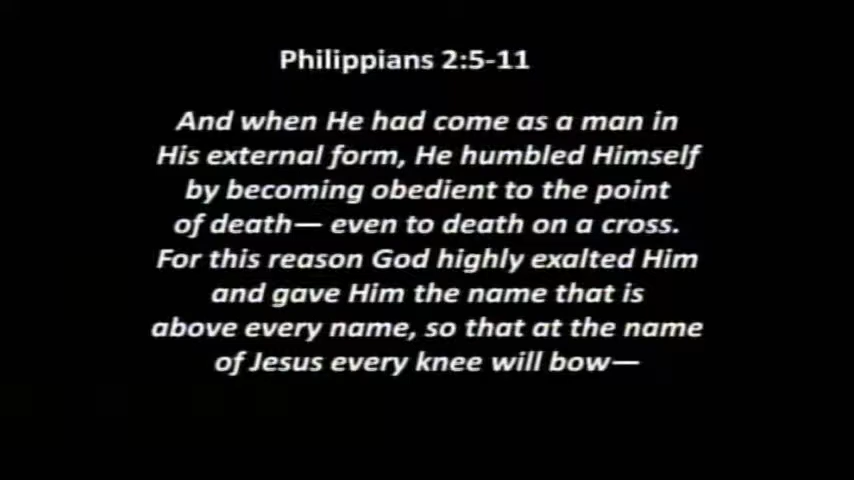 Philippians 2:5-11
And when He had come as a man in
His external form, He humbled Himself
by becoming obedient to the point
of death— even to death on a cross.
For this reason God highly exalted Him
and gave Him the name that is
above every name, so that at the name
of Jesus every knee will bow—